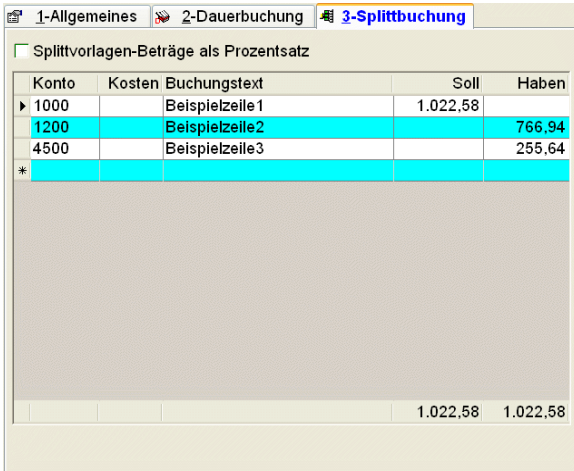 1-Allgemeines 2-Dauerbuchung 3-Splittbuchung
Splittvorlagen-Beträge als Prozentsatz
Konto Kosten Buchungstext Soll Haben
1000 Beispielzeile1 1.022,58
1200 Beispielzeile2 766,94
4500 Beispielzeile3 255,64
*
1.022,58 1.022,58